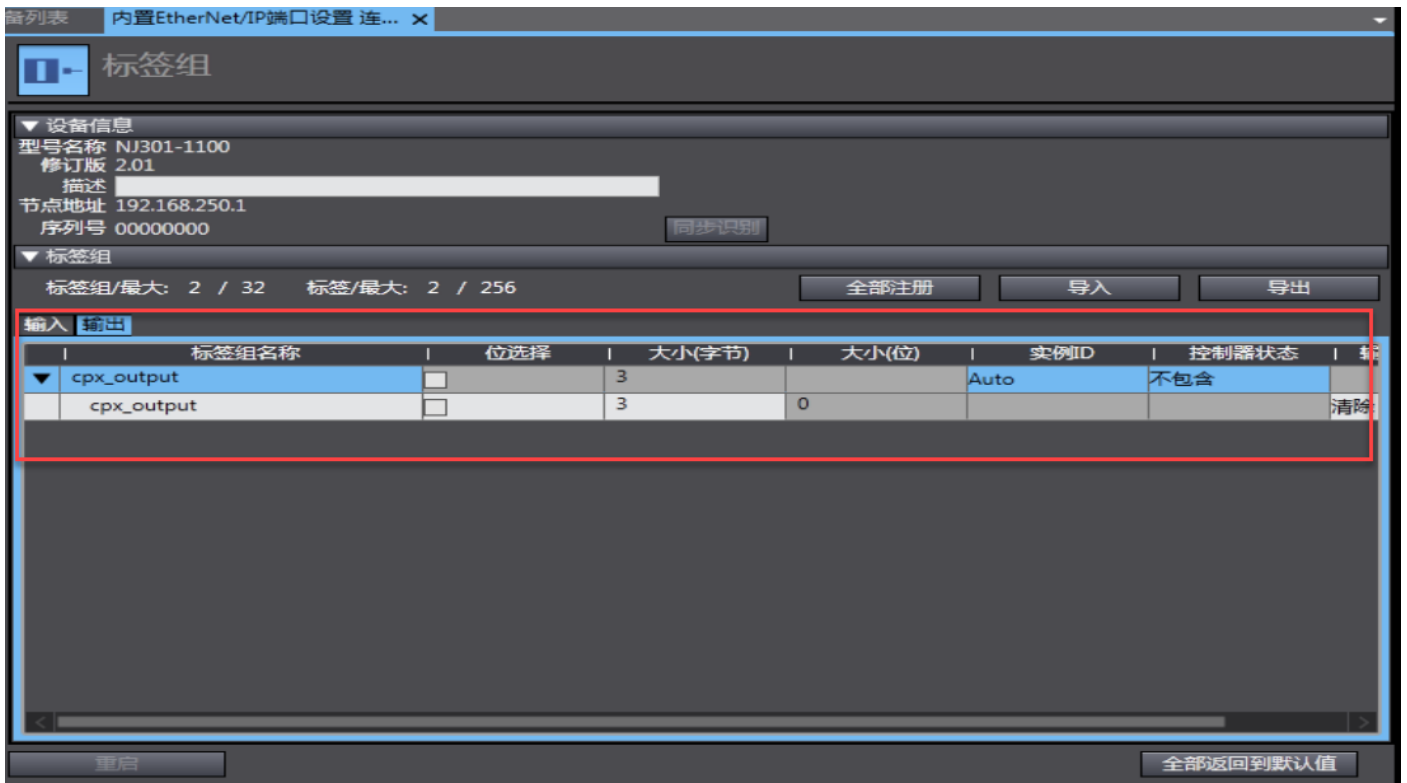 备列表 内置EtherNet/IP端口设置 连...
标签组
设备信息
型号名称 NJ301-1100
修订版 2.01
描述
节点地址 192.168.250.1
序列号 00000000 同步识别
标签组
标签组/最大: 2 / 32 标签/最大: 2 / 256 全部注册 导入 导出
输入 输出
标签组名称 位选择 大小(字节) 大小(位) 实例ID 控制器状态
cpx_output 3 Auto 不包含
cpx_output 3 0 清除
重启 全部返回到默认值